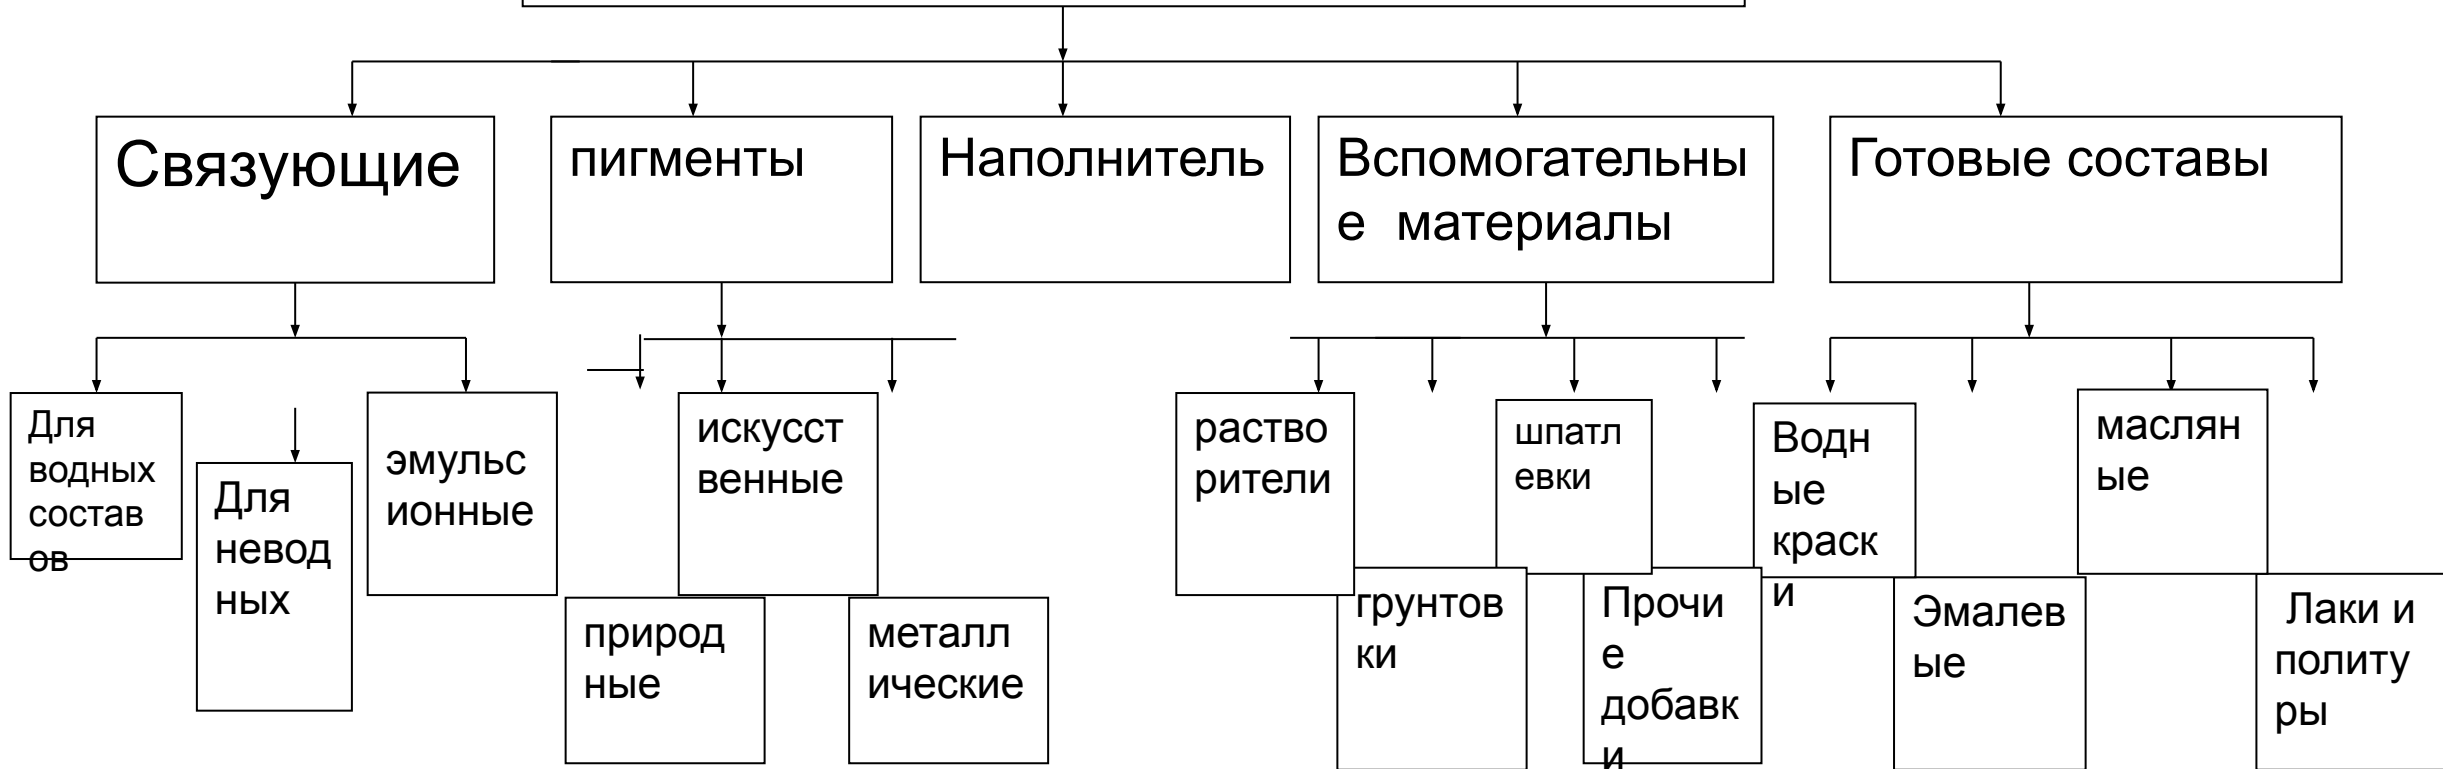 Связующие
пигменты
Наполнитель
Вспомогательны
е материалы
Готовые составы
Для
водных
состав
ов
Для
невод
ных
эмульс
ионные
искусст
венные
природ
ные
металл
ические
раство
рители
грунтов
ки
шпатл
евки
Прочи
е
добавк
и
Водн
ые
краск
и
Эмалев
ые
маслян
ые
Лаки и
политу
ры